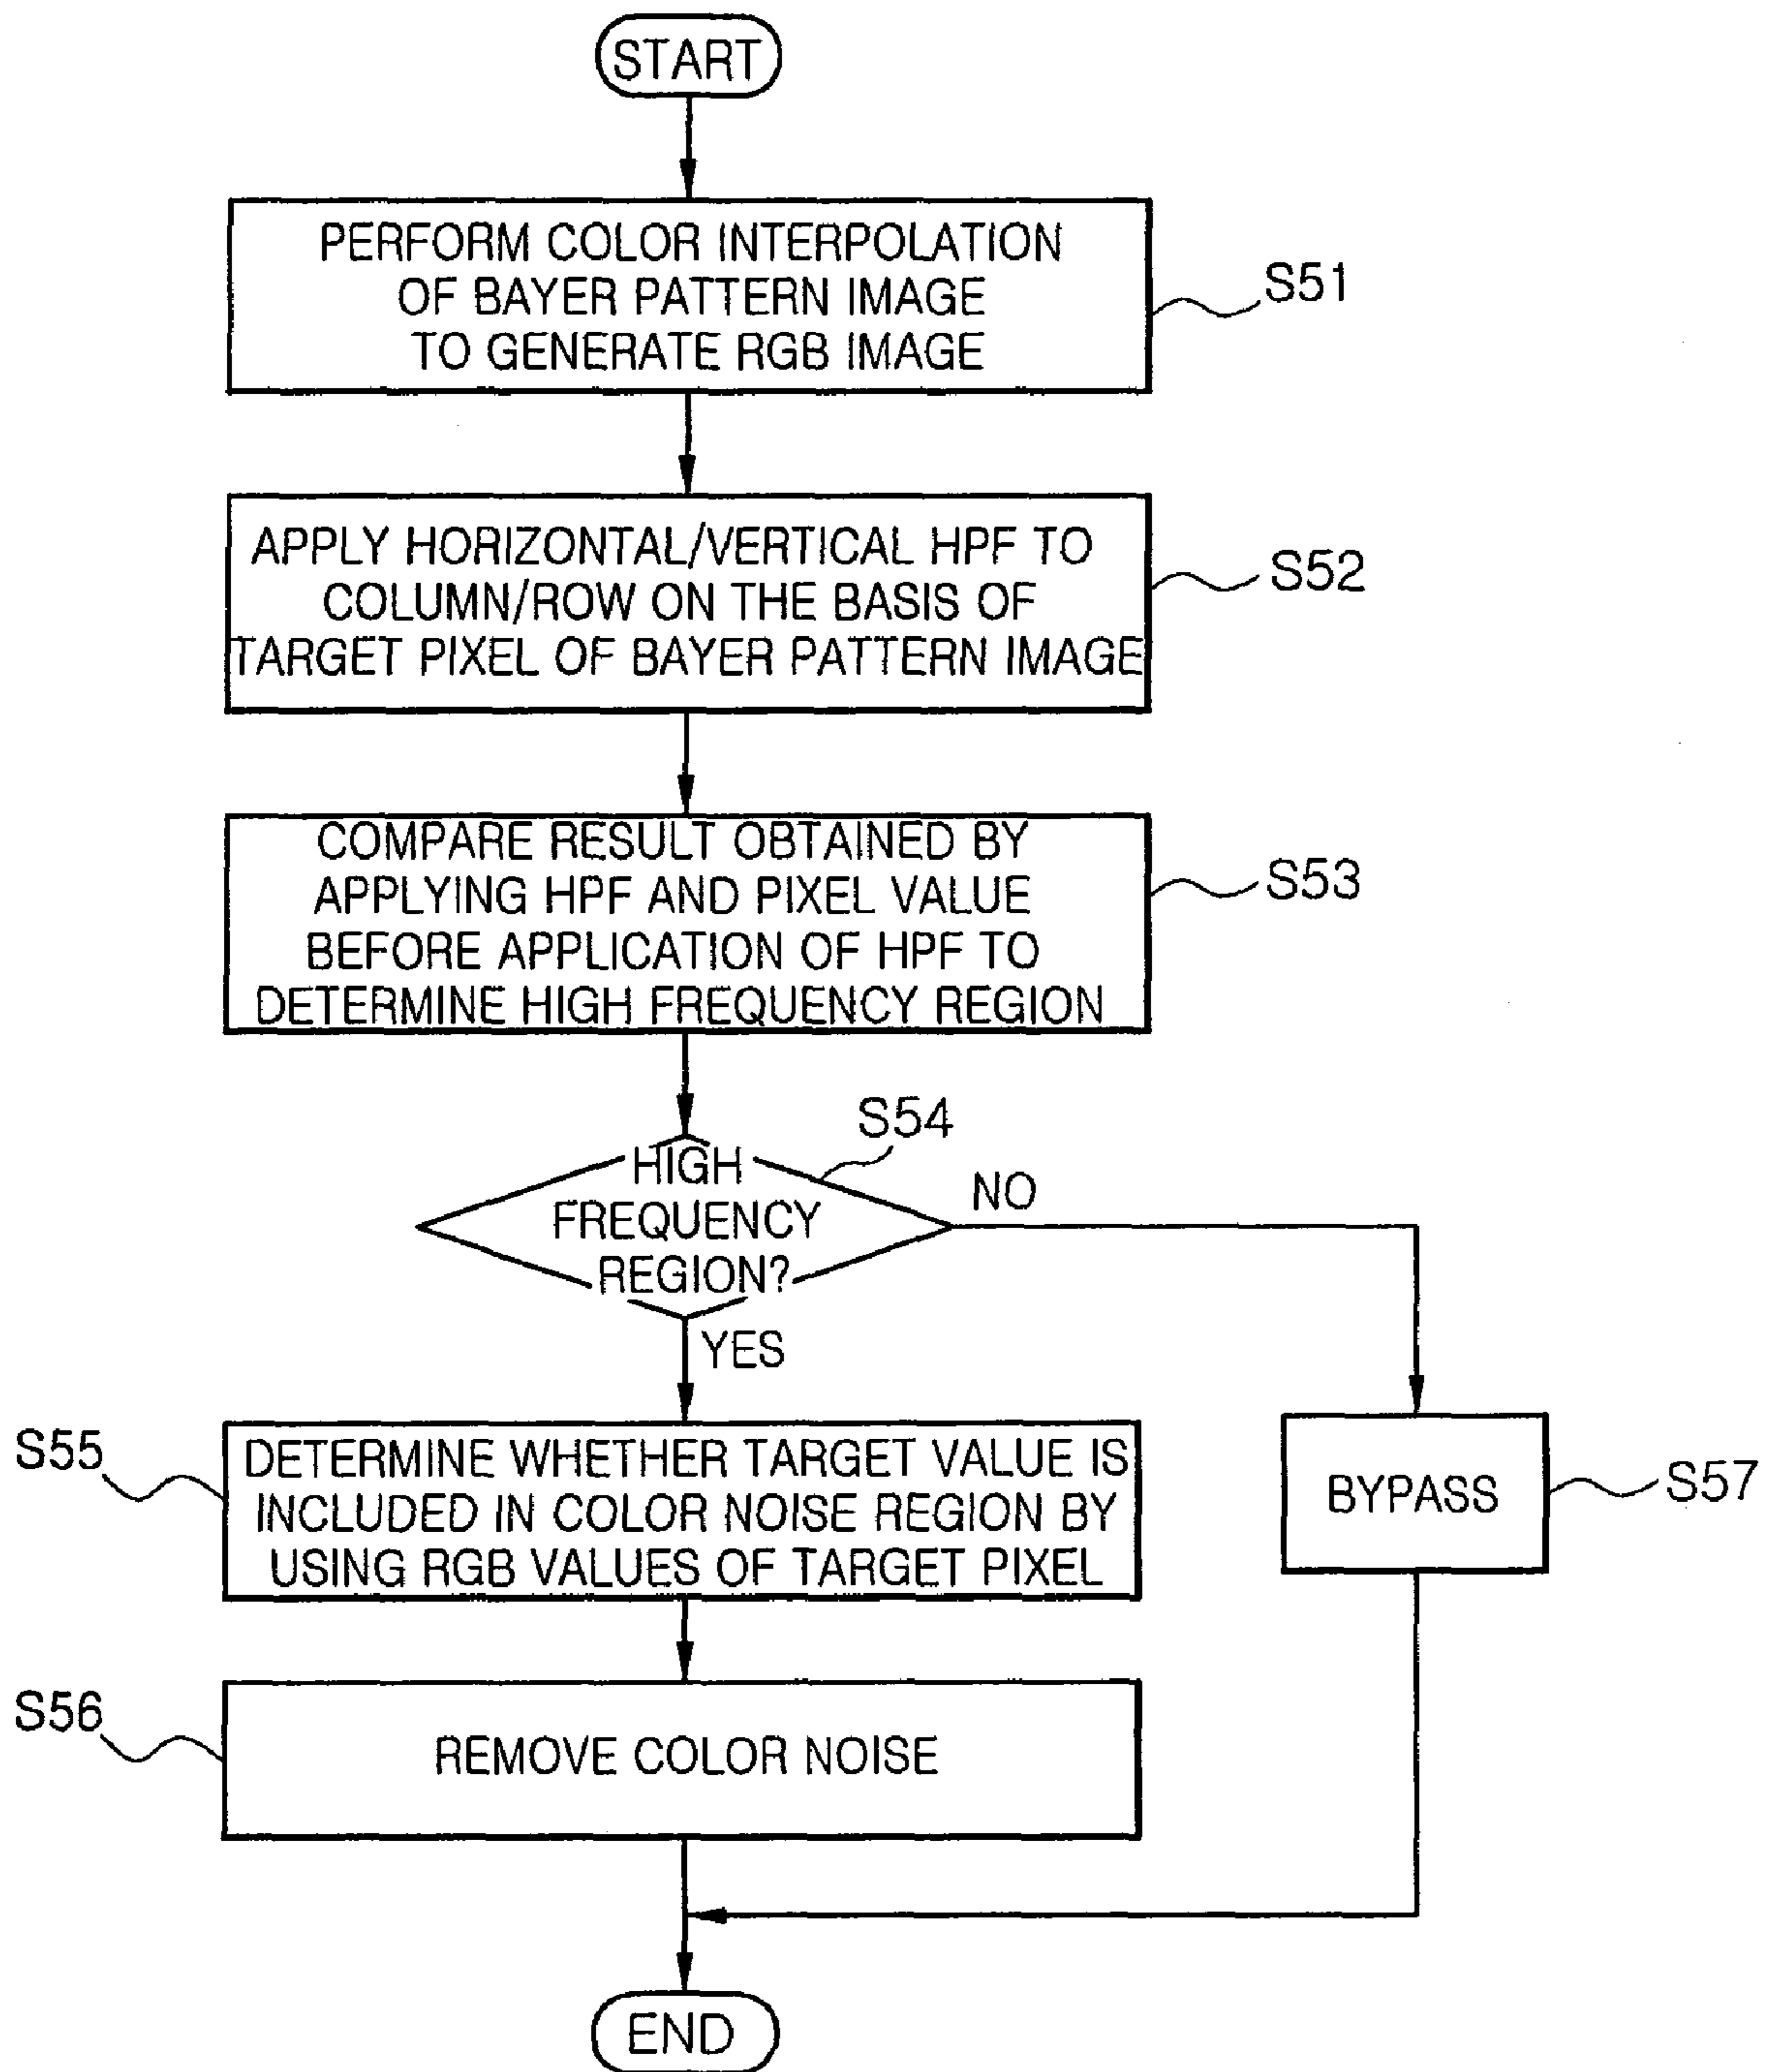 START
PERFORM COLOR INTERPOLATION
OF BAYER PATTERN IMAGE
TO GENERATE RGB IMAGE
S51
APPLY HORIZONTAL/VERTICAL HPF TO
COLUMN/ROW ON THE BASIS OF
TARGET PIXEL OF BAYER PATTERN IMAGE
S52
COMPARE RESULT OBTAINED BY
APPLYING HPF AND PIXEL VALUE
BEFORE APPLICATION OF HPF TO
DETERMINE HIGH FREQUENCY REGION
S53
S54
HIGH
FREQUENCY
REGION?
NO
YES
S55
DETERMINE WHETHER TARGET VALUE IS
INCLUDED IN COLOR NOISE REGION BY
USING RGB VALUES OF TARGET PIXEL
BYPASS
S57
S56
REMOVE COLOR NOISE
END